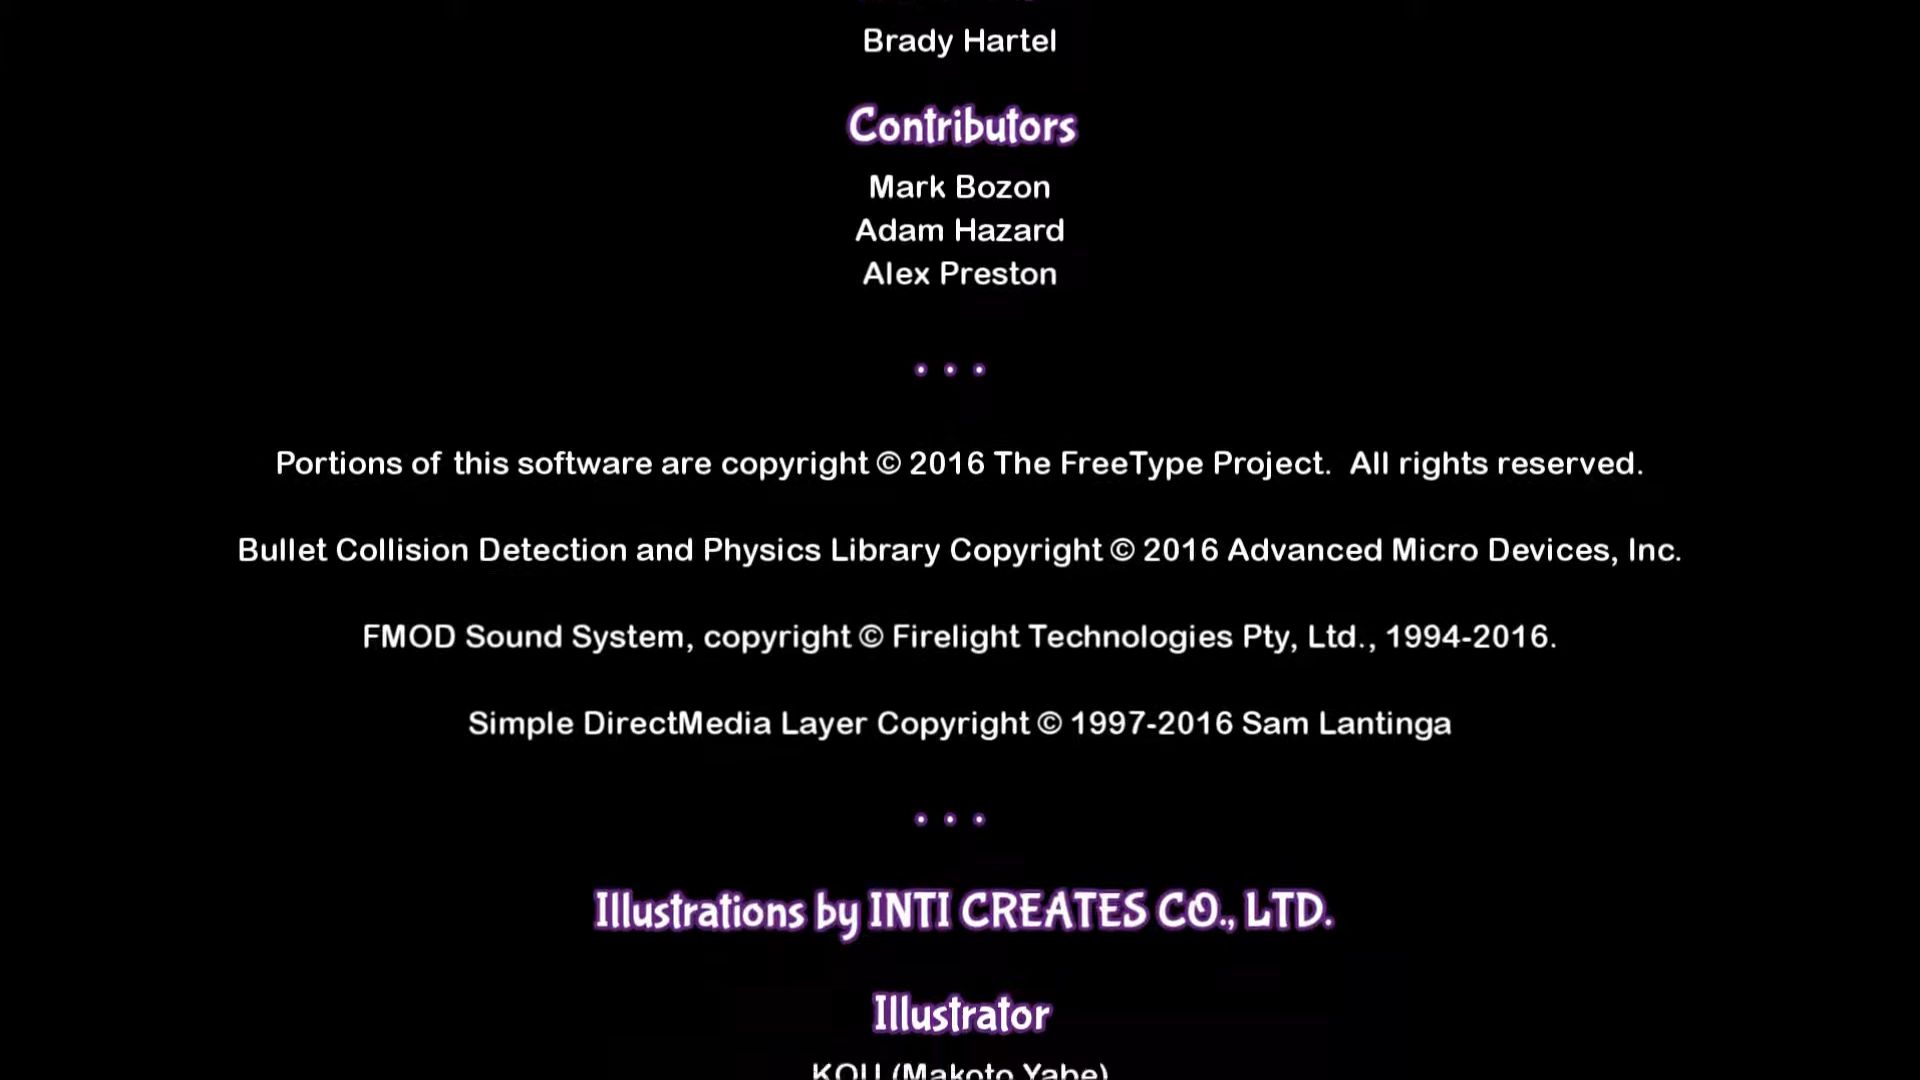 Brady Hartel
Contributors
Mark Bozon
Adam Hazard
Alex Preston
• • •
Portions of this software are copyright © 2016 The FreeType Project.  All rights reserved.
Bullet Collision Detection and Physics Library Copyright © 2016 Advanced Micro Devices, Inc.
FMOD Sound System, copyright © Firelight Technologies Pty, Ltd., 1994-2016.
Simple DirectMedia Layer Copyright © 1997-2016 Sam Lantinga
• • •
Illustrations by INTI CREATES CO., LTD.
Illustrator
KOU (Makoto Yabe)